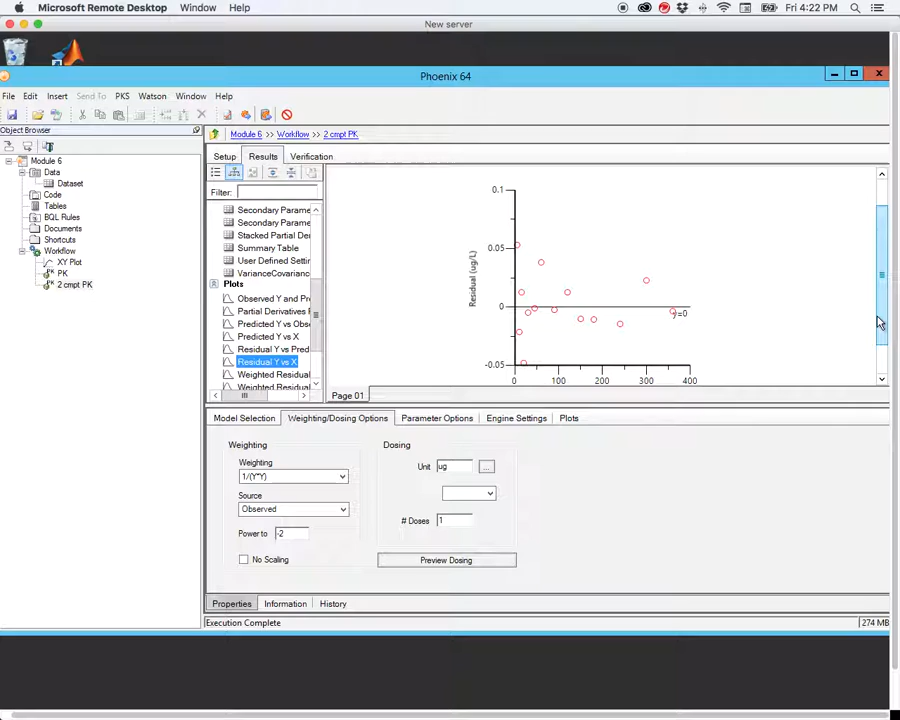 Microsoft Remote Desktop Window Help Fri 4:22 PM
New server
Phoenix 64
File Edit Insert Send To PKS Watson Window Help
Object Browser
Module 6
Data
Dataset
Code
Tables
BQL Rules
Documents
Shortcuts
Workflow
XY Plot
PK
2 cmpt PK
Module 6 >> Workflow >> 2 cmpt PK
Setup Results Verification
Filter:
Secondary Parame
Secondary Parame
Stacked Partial De
Summary Table
User Defined Settin
VarianceCovarianc
Plots
Observed Y and Pr
Partial Derivatives F
Predicted Y vs Obs
Predicted Y vs X
Residual Y vs Pred
Residual Y vs X
Weighted Residual
Weighted Residual
0.1
0.05
0
-0.05
Residual (ug/L)
y=0
0 100 200 300 400
Page 01
Model Selection Weighting/Dosing Options Parameter Options Engine Settings Plots
Weighting
Weighting
1/(Y*Y)
Source
Observed
Power to -2
No Scaling
Dosing
Unit ug ...
# Doses 1
Preview Dosing
Properties Information History
Execution Complete 274 MB